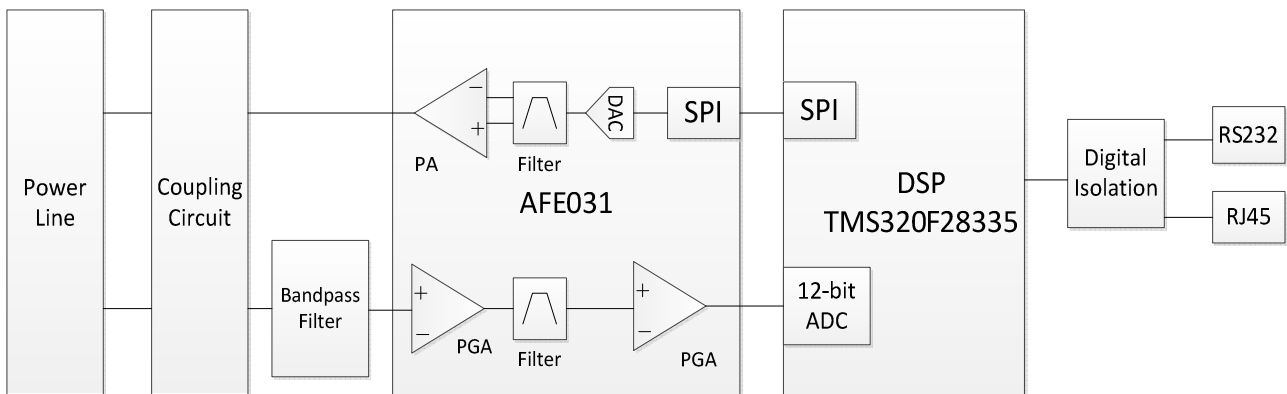 Power
Line
Coupling
Circuit
Bandpass
Filter
PA
Filter
DAC
SPI
AFE031
PGA
Filter
PGA
SPI
DSP
TMS320F28335
12-bit
ADC
Digital
Isolation
RS232
RJ45